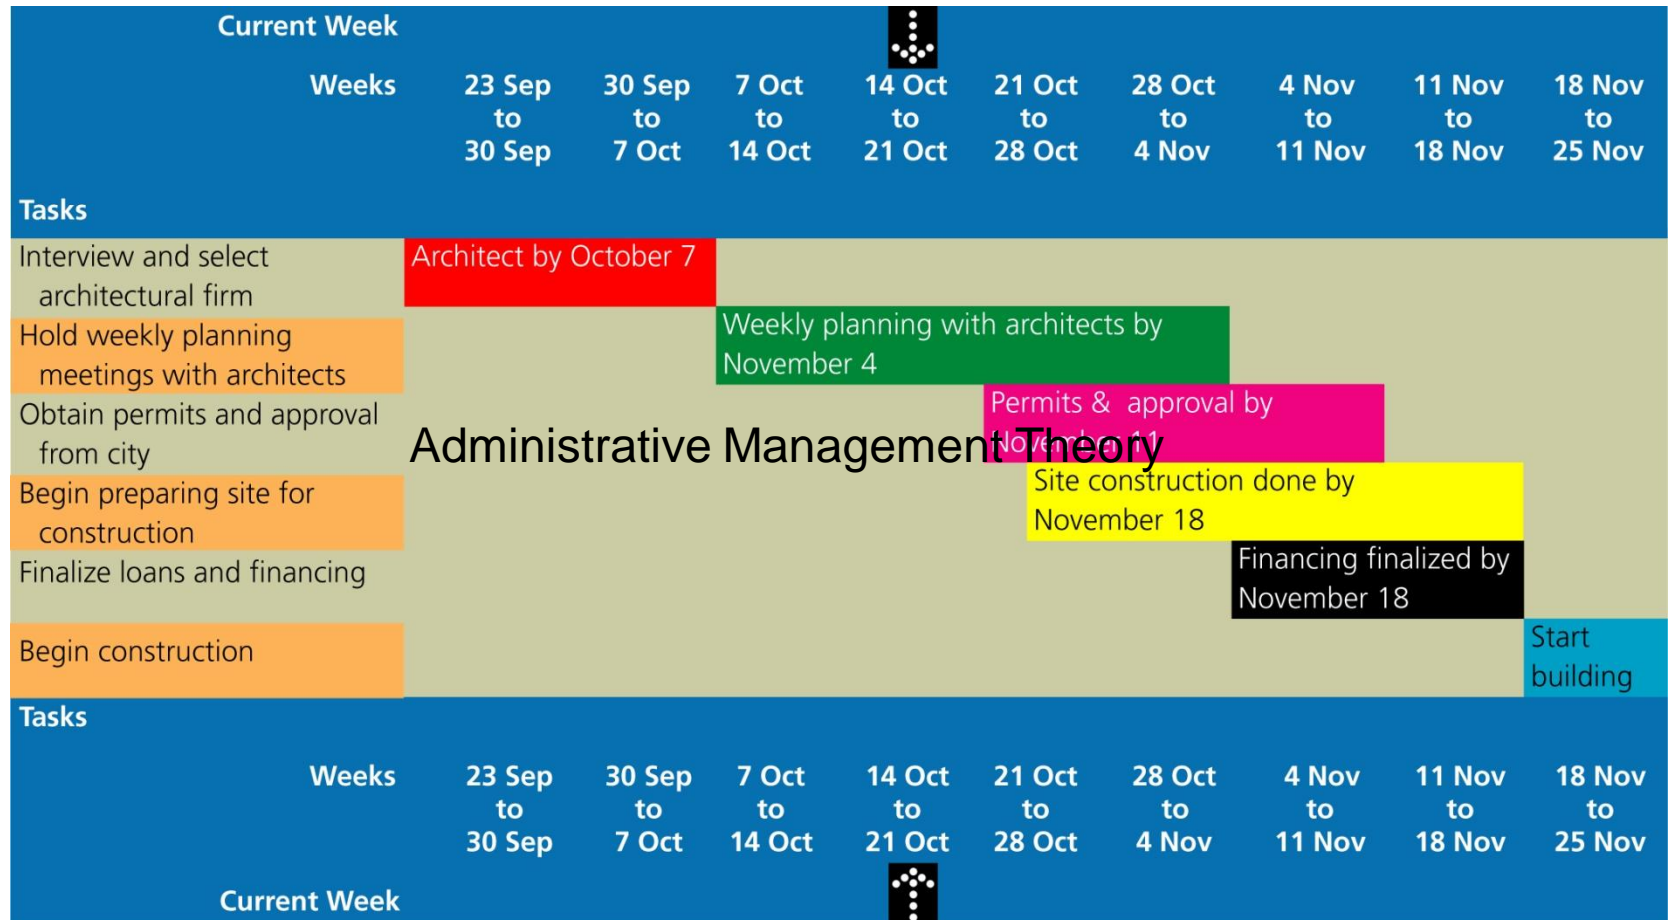 Current Week
Weeks 23 Sep 30 Sep 7 Oct 14 Oct 21 Oct 28 Oct 4 Nov 11 Nov 18 Nov
to to to to to to to to to
30 Sep 7 Oct 14 Oct 21 Oct 28 Oct 4 Nov 11 Nov 18 Nov 25 Nov
Tasks
Interview and select
architectural firm
Architect by October 7
Hold weekly planning
meetings with architects
Weekly planning with architects by
November 4
Obtain permits and approval
from city
Permits & approval by
November 11
Administrative Management Theory
Begin preparing site for
construction
Site construction done by
November 18
Finalize loans and financing
Financing finalized by
November 18
Begin construction
Start
building
Tasks
Weeks 23 Sep 30 Sep 7 Oct 14 Oct 21 Oct 28 Oct 4 Nov 11 Nov 18 Nov
to to to to to to to to to
30 Sep 7 Oct 14 Oct 21 Oct 28 Oct 4 Nov 11 Nov 18 Nov 25 Nov
Current Week